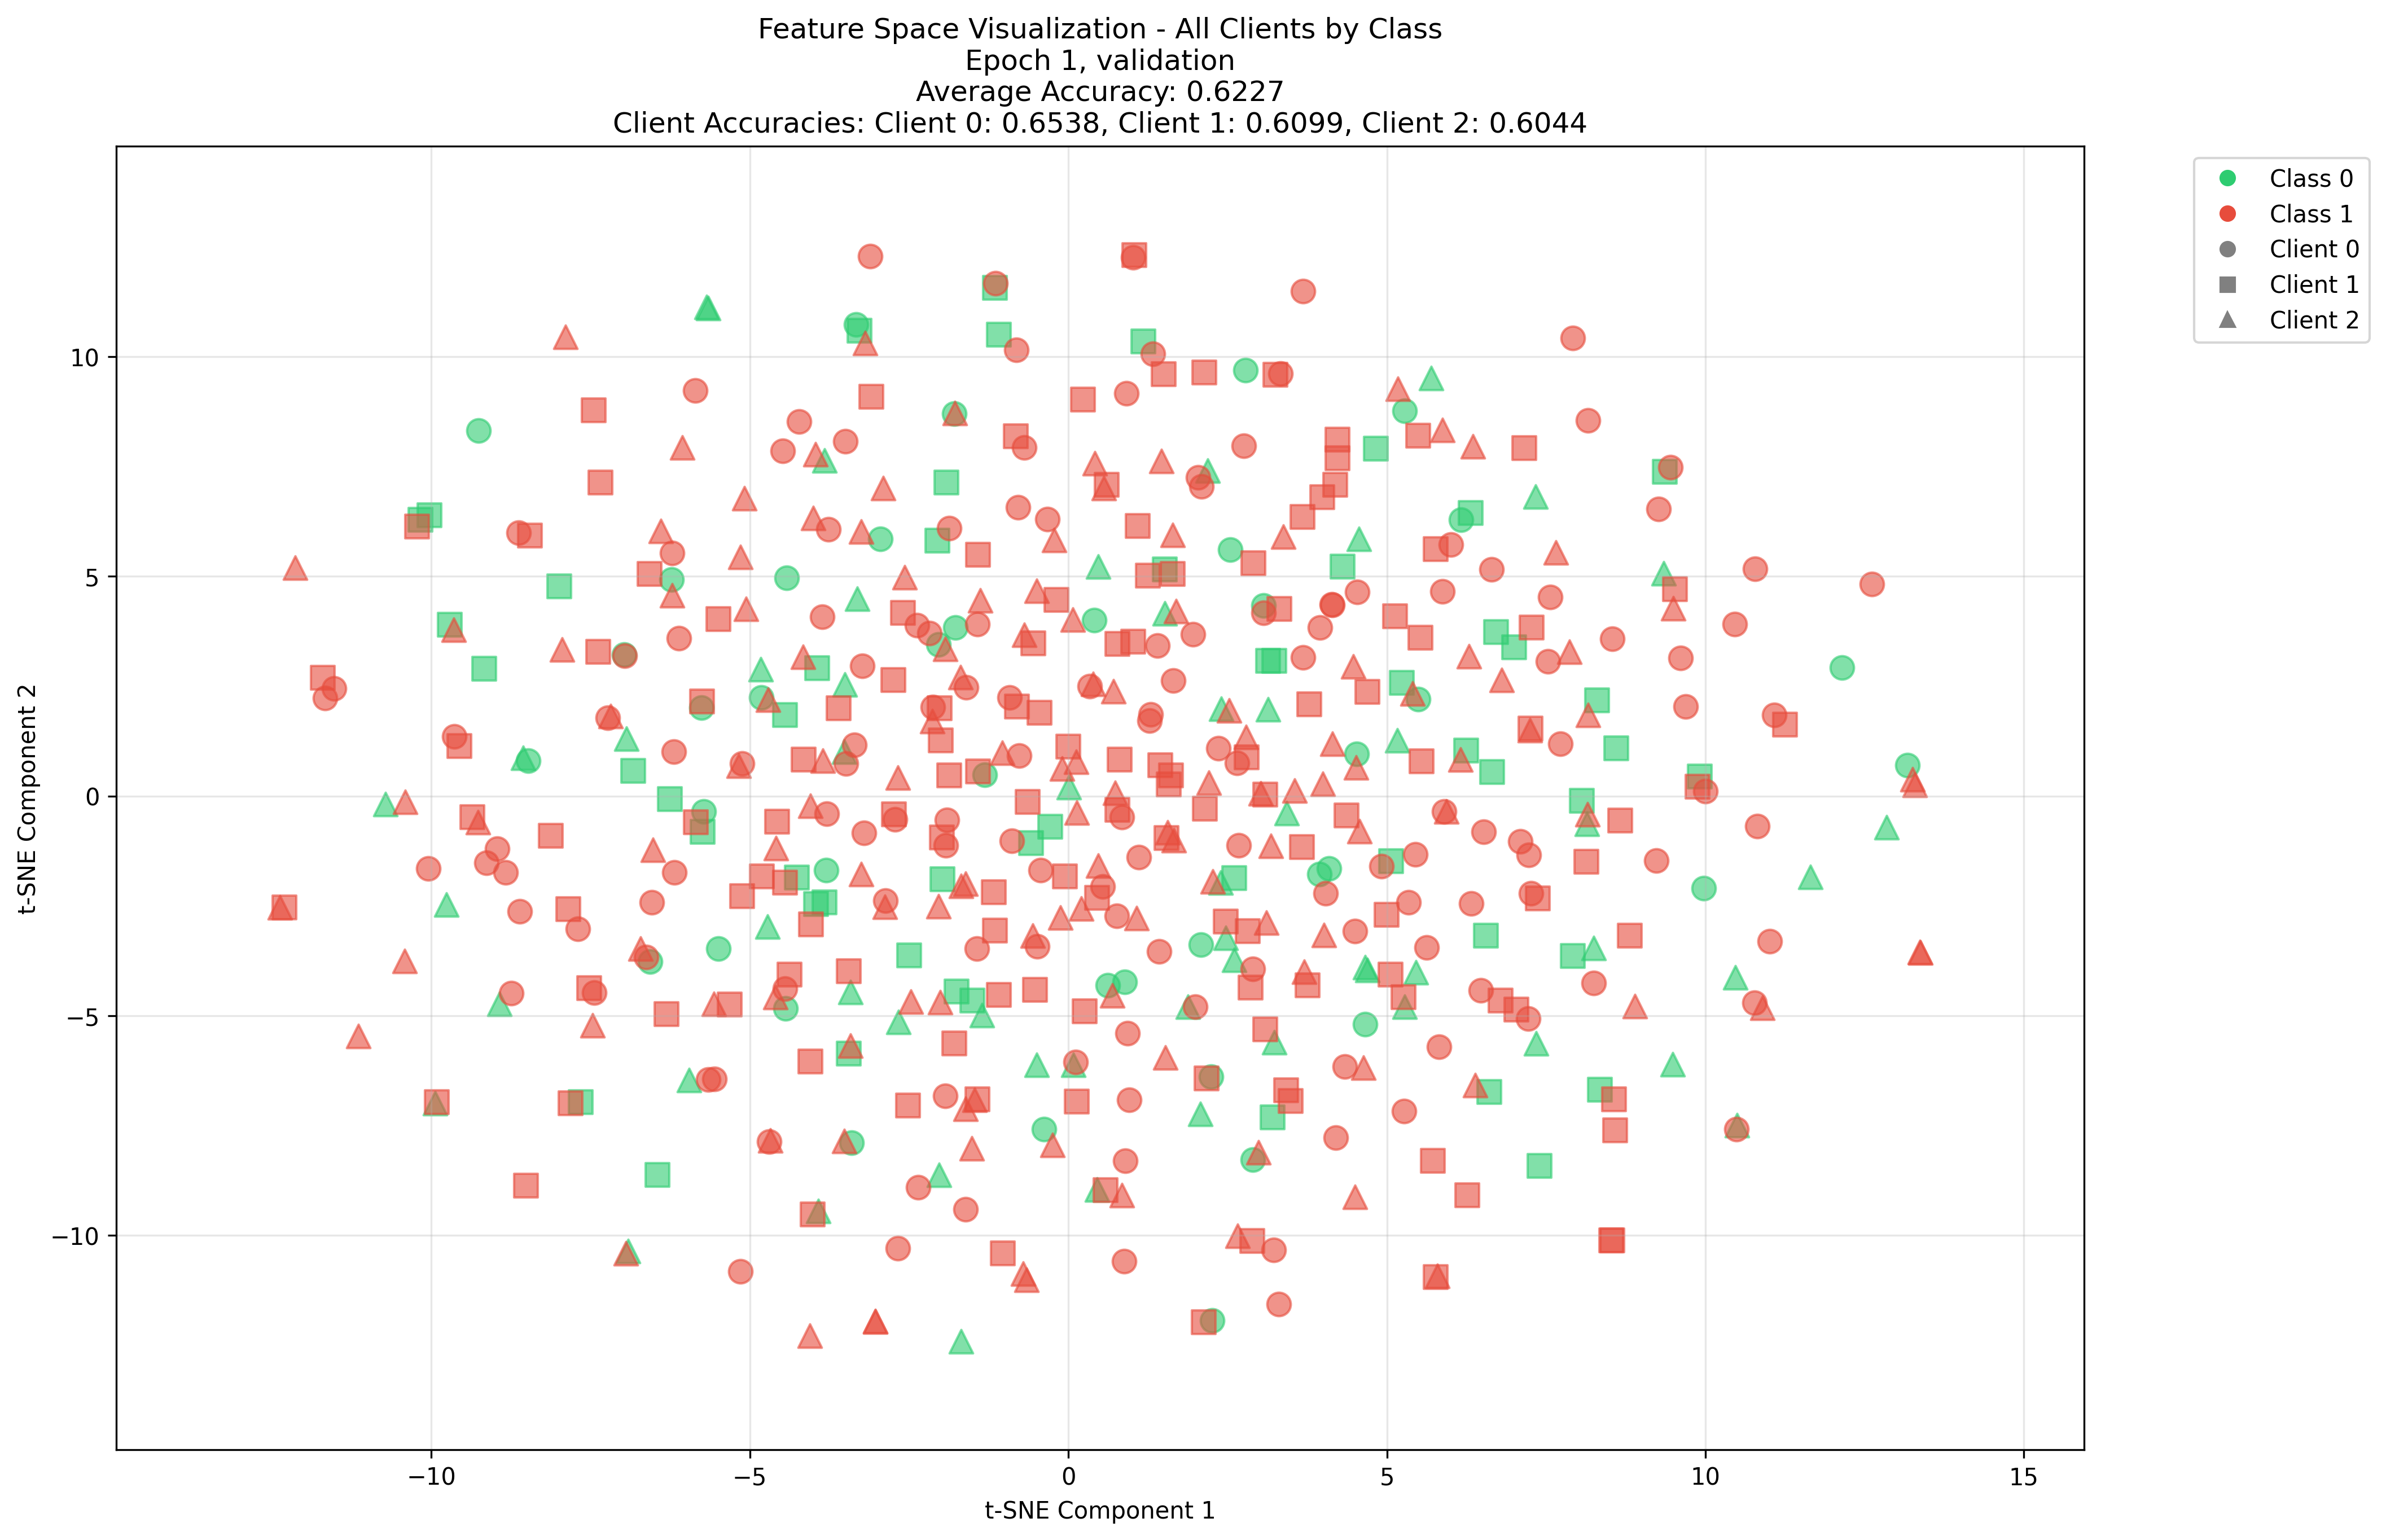 Feature Space Visualization - All Clients by Class
Epoch 1, validation
Average Accuracy: 0.6227
Client Accuracies: Client 0: 0.6538, Client 1: 0.6099, Client 2: 0.6044
Class 0
Class 1
Client 0
Client 1
Client 2
t-SNE Component 2
10
5
0
−5
−10
−10
−5
0
5
10
15
t-SNE Component 1